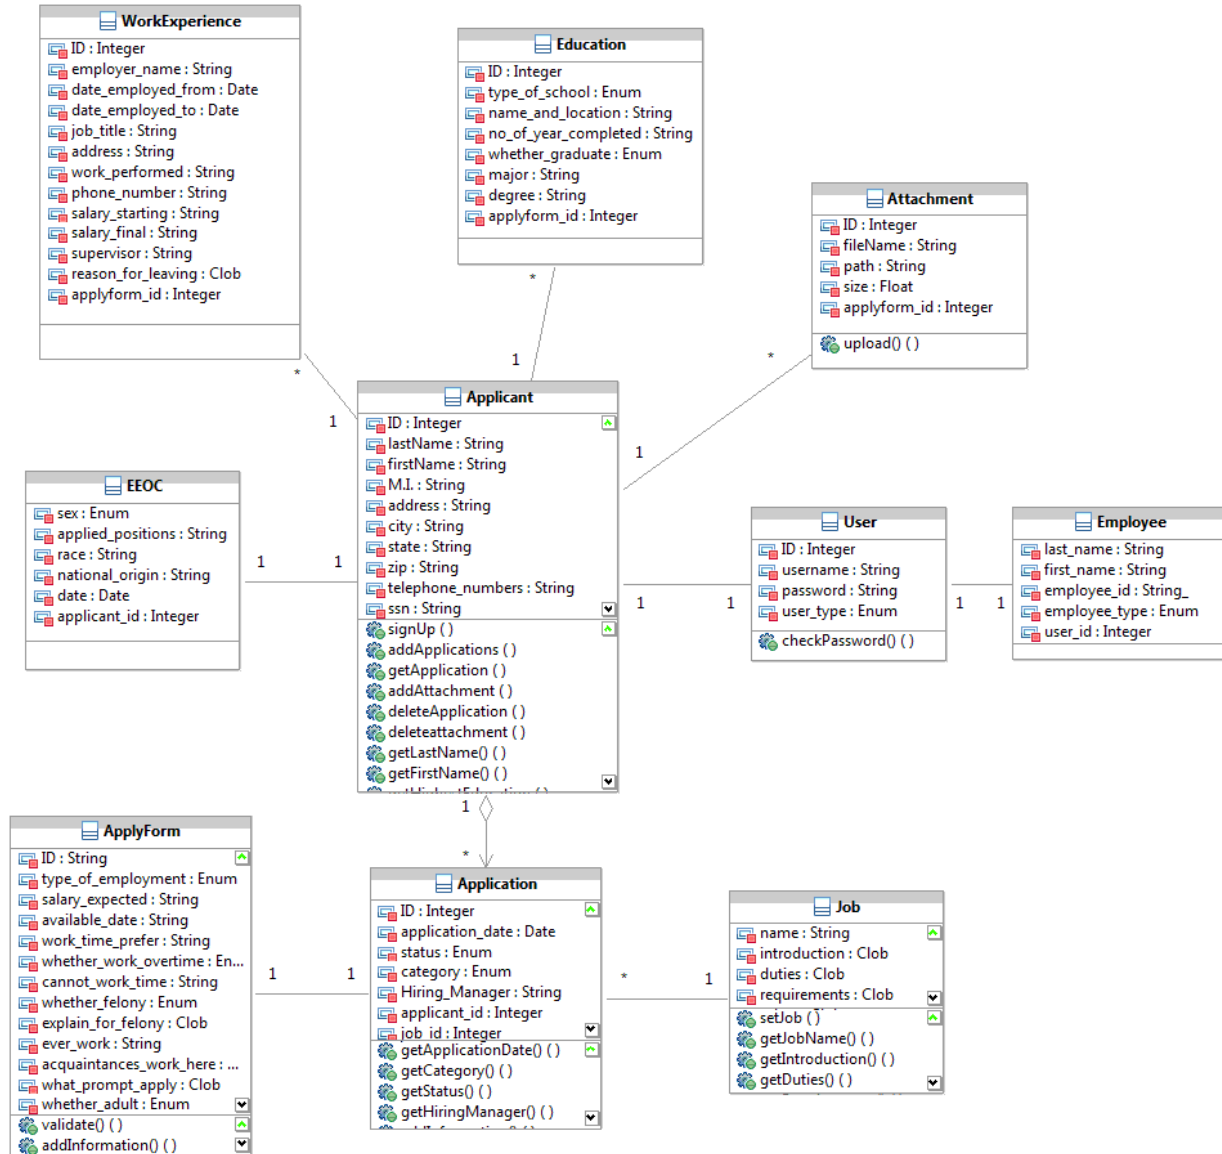 WorkExperience
ID : Integer
employer_name : String
date_employed_from : Date
date_employed_to : Date
job_title : String
address : String
work_performed : String
phone_number : String
salary_starting : String
salary_final : String
supervisor : String
reason_for_leaving : Clob
applyform_id : Integer
*
1
Education
ID : Integer
type_of_school : Enum
name_and_location : String
no_of_year_completed : String
whether_graduate : Enum
major : String
degree : String
applyform_id : Integer
*
1
Attachment
ID : Integer
fileName : String
path : String
size : Float
applyform_id : Integer
upload() ( )
*
1
Applicant
ID : Integer
lastName : String
firstName : String
M.I. : String
address : String
city : String
state : String
zip : String
telephone_numbers : String
ssn : String
signUp ( )
addApplications ( )
getApplication ( )
addAttachment ( )
deleteApplication ( )
deleteattachment ( )
getLastName() ( )
getFirstName() ( )
EEOC
sex : Enum
applied_positions : String
race : String
national_origin : String
date : Date
applicant_id : Integer
1
1
User
ID : Integer
username : String
password : String
user_type : Enum
checkPassword() ( )
1
1
Employee
last_name : String
first_name : String
employee_id : String_
employee_type : Enum
user_id : Integer
1
1
1
*
ApplyForm
ID : String
type_of_employment : Enum
salary_expected : String
available_date : String
work_time_prefer : String
whether_work_overtime : En...
cannot_work_time : String
whether_felony : Enum
explain_for_felony : Clob
ever_work : String
acquaintances_work_here : ...
what_prompt_apply : Clob
whether_adult : Enum
validate() ( )
addInformation() ( )
1
1
Application
ID : Integer
application_date : Date
status : Enum
category : Enum
Hiring_Manager : String
applicant_id : Integer
job_id : Integer
getApplicationDate() ( )
getCategory() ( )
getStatus() ( )
getHiringManager() ( )
*
1
Job
name : String
introduction : Clob
duties : Clob
requirements : Clob
setJob ( )
getJobName() ( )
getIntroduction() ( )
getDuties() ( )